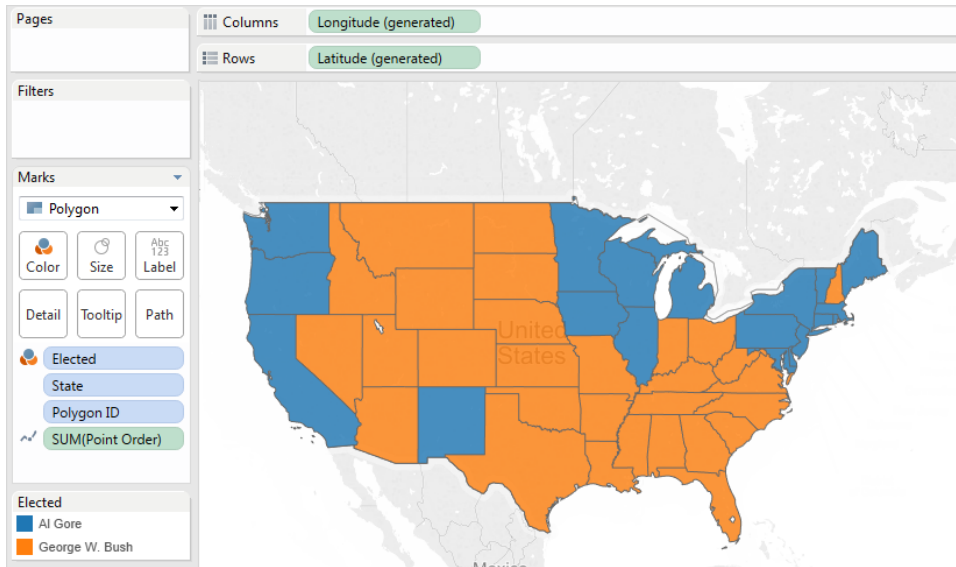 Pages
Columns
Longitude (generated)
Rows
Latitude (generated)
Filters
Marks
Polygon
Color
Size
Abc
123
Label
Detail
Tooltip
Path
Elected
State
Polygon ID
SUM(Point Order)
Elected
Al Gore
George W. Bush
United
States
Mexico